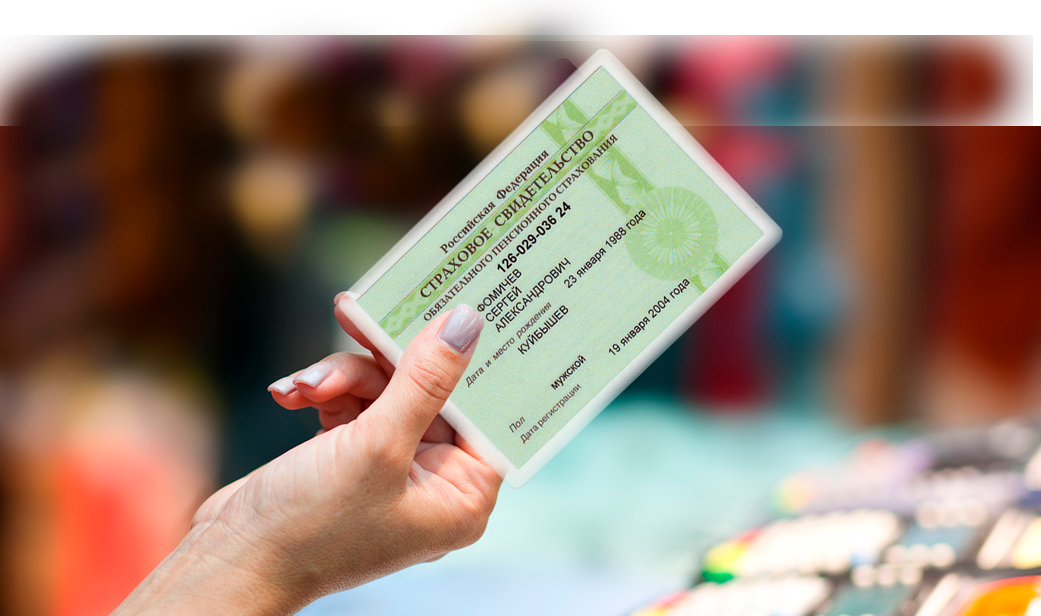 Российская Федерация
СТРАХОВОЕ СВИДЕТЕЛЬСТВО
ОБЯЗАТЕЛЬНОГО ПЕНСИОННОГО СТРАХОВАНИЯ
126-029-036 24
ФОМИЧЕВ
СЕРГЕЙ
АЛЕКСАНДРОВИЧ
Дата и место рождения 23 января 1988 года
КУЙБЫШЕВ
Пол мужской
Дата регистрации 19 января 2004 года